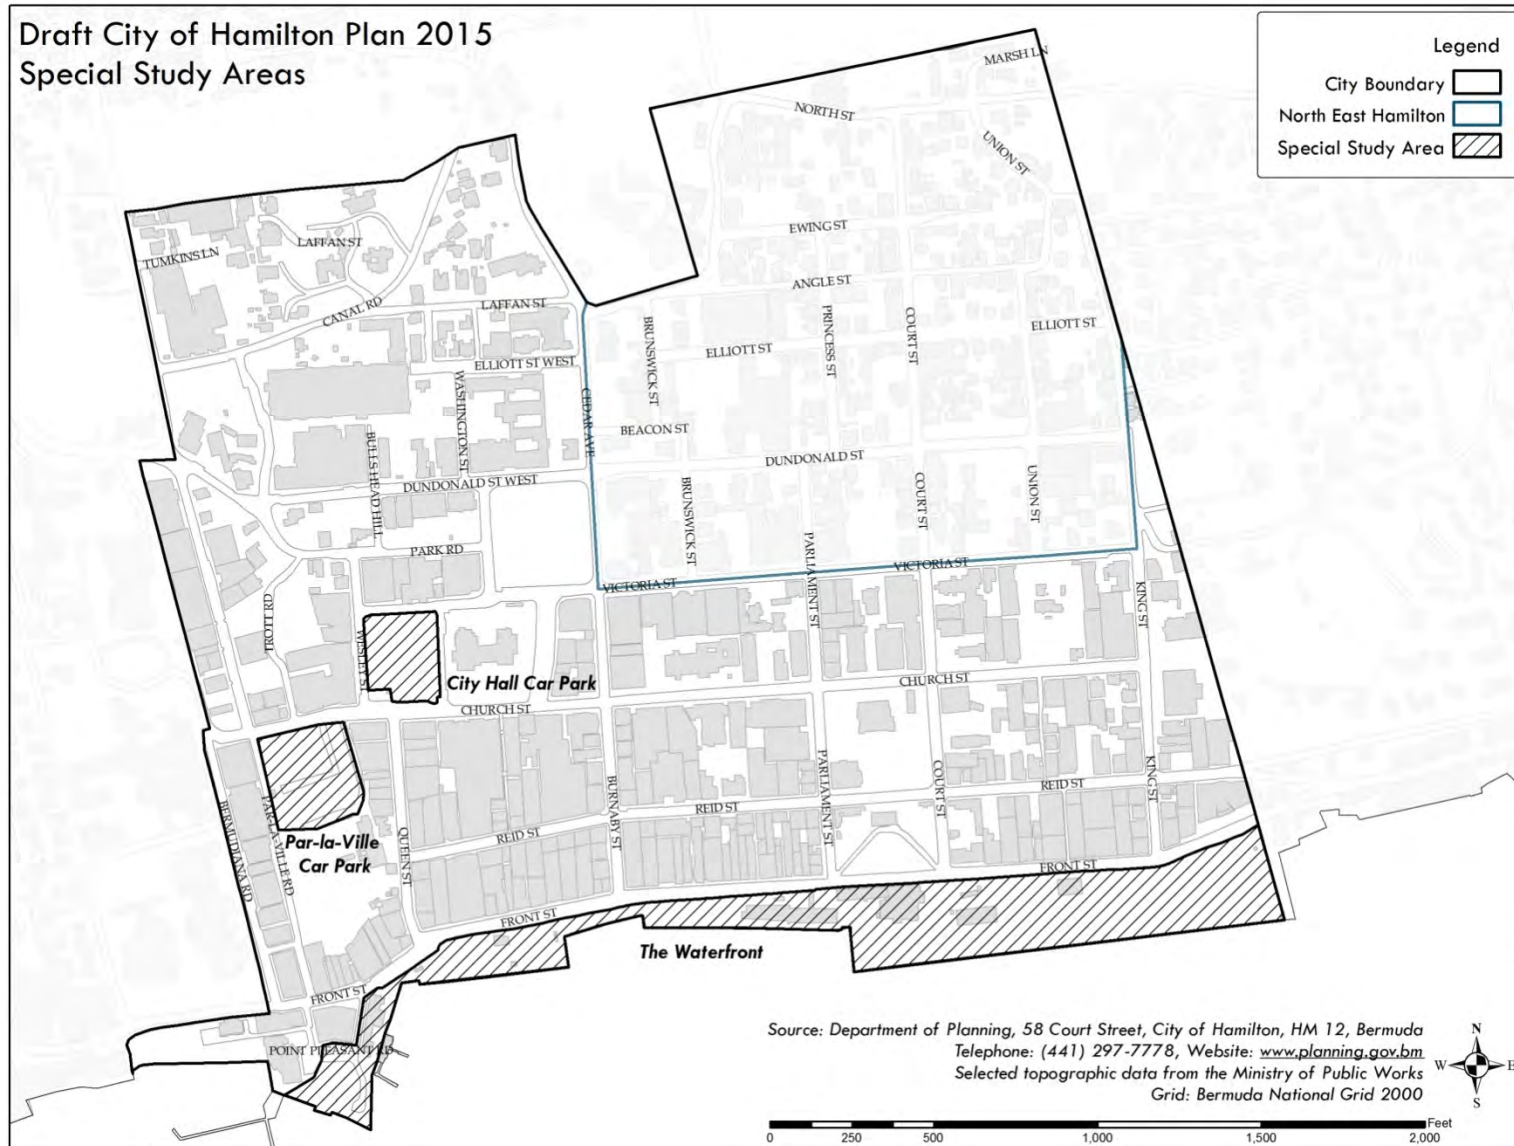 Draft City of Hamilton Plan 2015
Special Study Areas
Legend
City Boundary
North East Hamilton
Special Study Area
MARSH LN
NORTH ST
UNION ST
EWING ST
LAFFAN ST
TUMKINS LN
ANGLE ST
CANAL RD
LAFFAN ST
BRUNSWICK ST
PRINCESS ST
COURT ST
ELLIOTT ST
ELLIOTT ST
ELLIOTT ST WEST
WASHINGTON ST
CEDAR AVE
BEACON ST
BULLS HEAD HILL
DUNDONALD ST
DUNDONALD ST WEST
BRUNSWICK ST
COURT ST
UNION ST
PARK RD
PARLIAMENT ST
VICTORIA ST
VICTORIA ST
KING ST
TROTT RD
WESLEY ST
City Hall Car Park
CHURCH ST
CHURCH ST
BERMUDIANA RD
PAR-LA-VILLE RD
Par-la-Ville
Car Park
QUEEN ST
REID ST
BURNABY ST
REID ST
PARLIAMENT ST
COURT ST
REID ST
KING ST
FRONT ST
FRONT ST
The Waterfront
FRONT ST
POINT PLEASANT RD
Source: Department of Planning, 58 Court Street, City of Hamilton, HM 12, Bermuda
Telephone: (441) 297-7778, Website: www.planning.gov.bm
Selected topographic data from the Ministry of Public Works
Grid: Bermuda National Grid 2000
N
W E
S
Feet
0 250 500 1,000 1,500 2,000